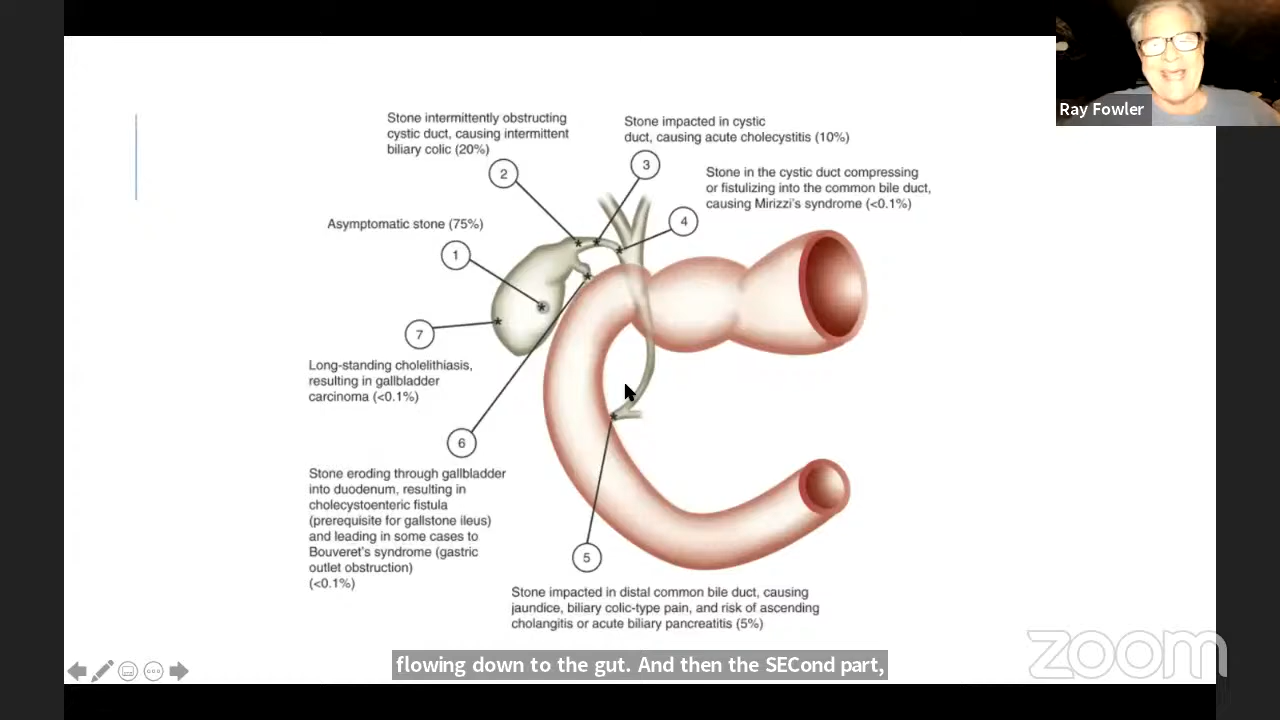 Ray Fowler
Stone intermittently obstructing
cystic duct, causing intermittent
biliary colic (20%)
2
Stone impacted in cystic
duct, causing acute cholecystitis (10%)
3
Stone in the cystic duct compressing
or fistulizing into the common bile duct,
causing Mirizzi's syndrome (<0.1%)
4
Asymptomatic stone (75%)
1
7
Long-standing cholelithiasis,
resulting in gallbladder
carcinoma (<0.1%)
6
Stone eroding through gallbladder
into duodenum, resulting in
cholecystoenteric fistula
(prerequisite for gallstone ileus)
and leading in some cases to
Bouveret's syndrome (gastric
outlet obstruction)
(<0.1%)
5
Stone impacted in distal common bile duct, causing
jaundice, biliary colic-type pain, and risk of ascending
cholangitis or acute biliary pancreatitis (5%)
flowing down to the gut. And then the SECond part,
zoom